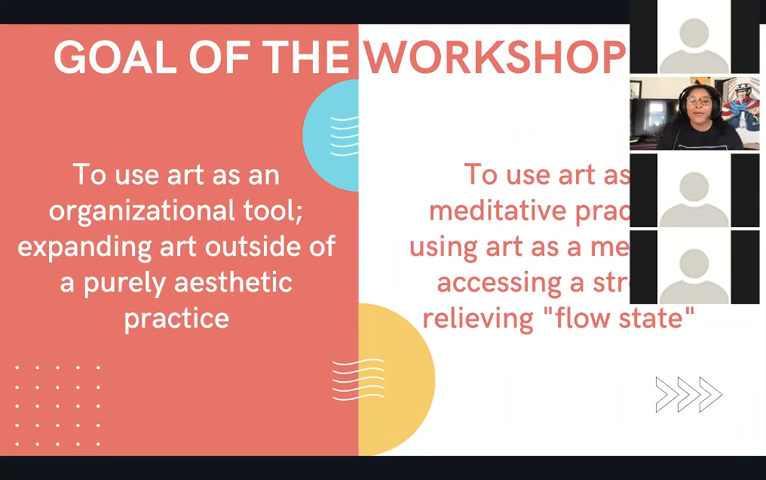 GOAL OF THE WORKSHOP
To use art as an
organizational tool;
expanding art outside of
a purely aesthetic
practice
To use art as
meditative
using art as a
accessing a
relieving "flow state"